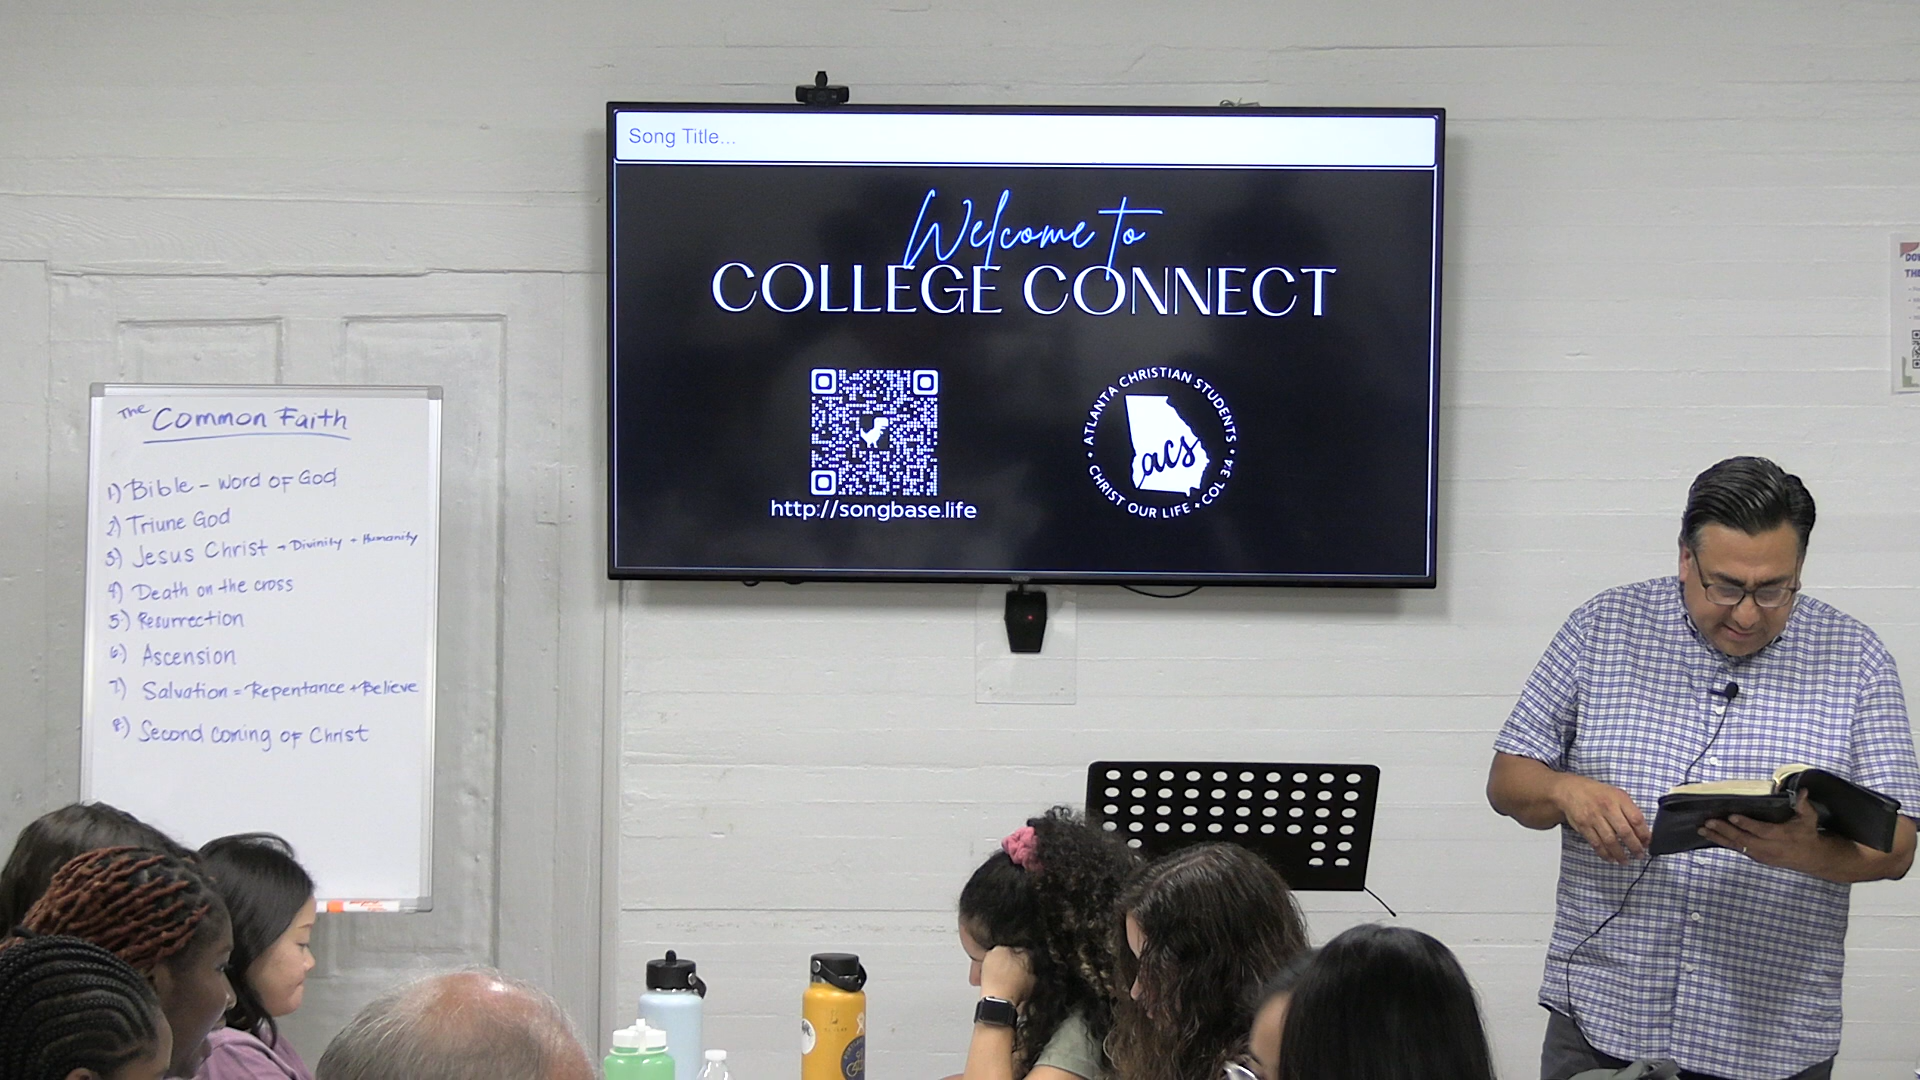 The Common Faith
1) Bible - Word of God
2) Triune God
3) Jesus Christ → Divinity + Humanity
4) Death on the cross
5.) Resurrection
6.) Ascension
7.) Salvation = Repentance + Believe
8.) Second coming of Christ
Song Title...
Welcome to
COLLEGE CONNECT
http://songbase.life
• ATLANTA CHRISTIAN STUDENTS •
acs
CHRIST OUR LIFE • COL 3:4